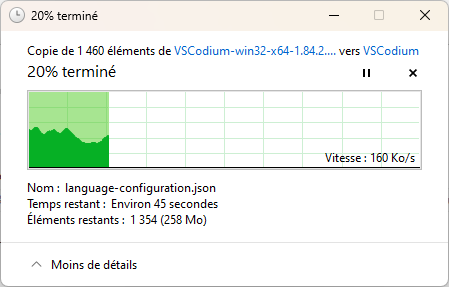 20% terminé
Copie de 1 460 éléments de VSCodium-win32-x64-1.84.2.... vers VSCodium
20% terminé
Vitesse : 160 Ko/s
Nom : language-configuration.json
Temps restant : Environ 45 secondes
Éléments restants : 1 354 (258 Mo)
Moins de détails